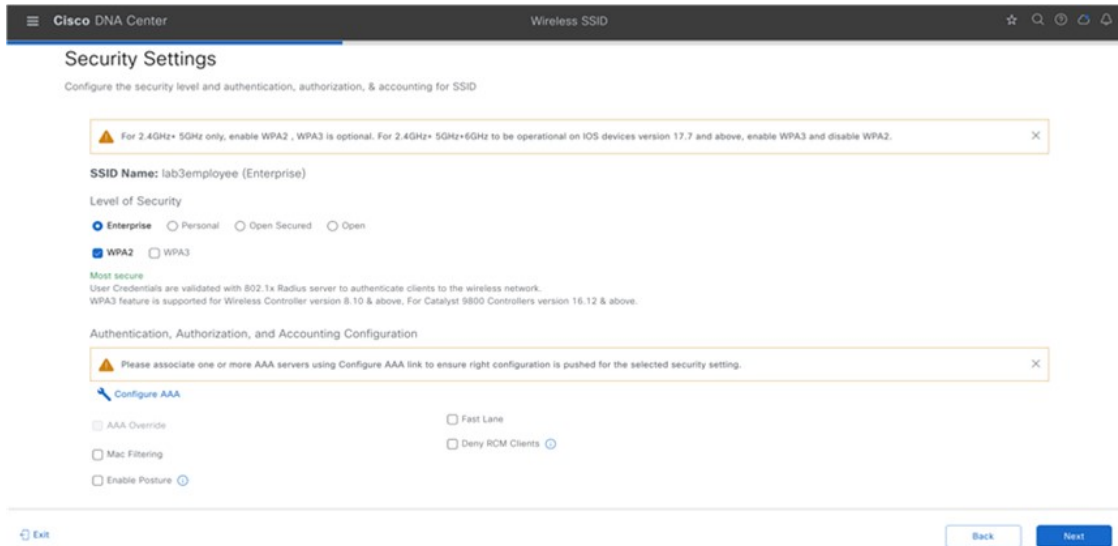 Cisco DNA Center
Wireless SSID
Security Settings
Configure the security level and authentication, authorization, & accounting for SSID
For 2.4GHz+ 5GHz only, enable WPA2 , WPA3 is optional. For 2.4GHz+ 5GHz+6GHz to be operational on IOS devices version 17.7 and above, enable WPA3 and disable WPA2.
SSID Name: lab3employee (Enterprise)
Level of Security
Enterprise Personal Open Secured Open
WPA2 WPA3
Most secure
User Credentials are validated with 802.1x Radius server to authenticate clients to the wireless network.
WPA3 feature is supported for Wireless Controller version 8.10 & above, For Catalyst 9800 Controllers version 16.12 & above.
Authentication, Authorization, and Accounting Configuration
Please associate one or more AAA servers using Configure AAA link to ensure right configuration is pushed for the selected security setting.
Configure AAA
AAA Override
Fast Lane
Mac Filtering
Deny RCM Clients
Enable Posture
Exit
Back
Next